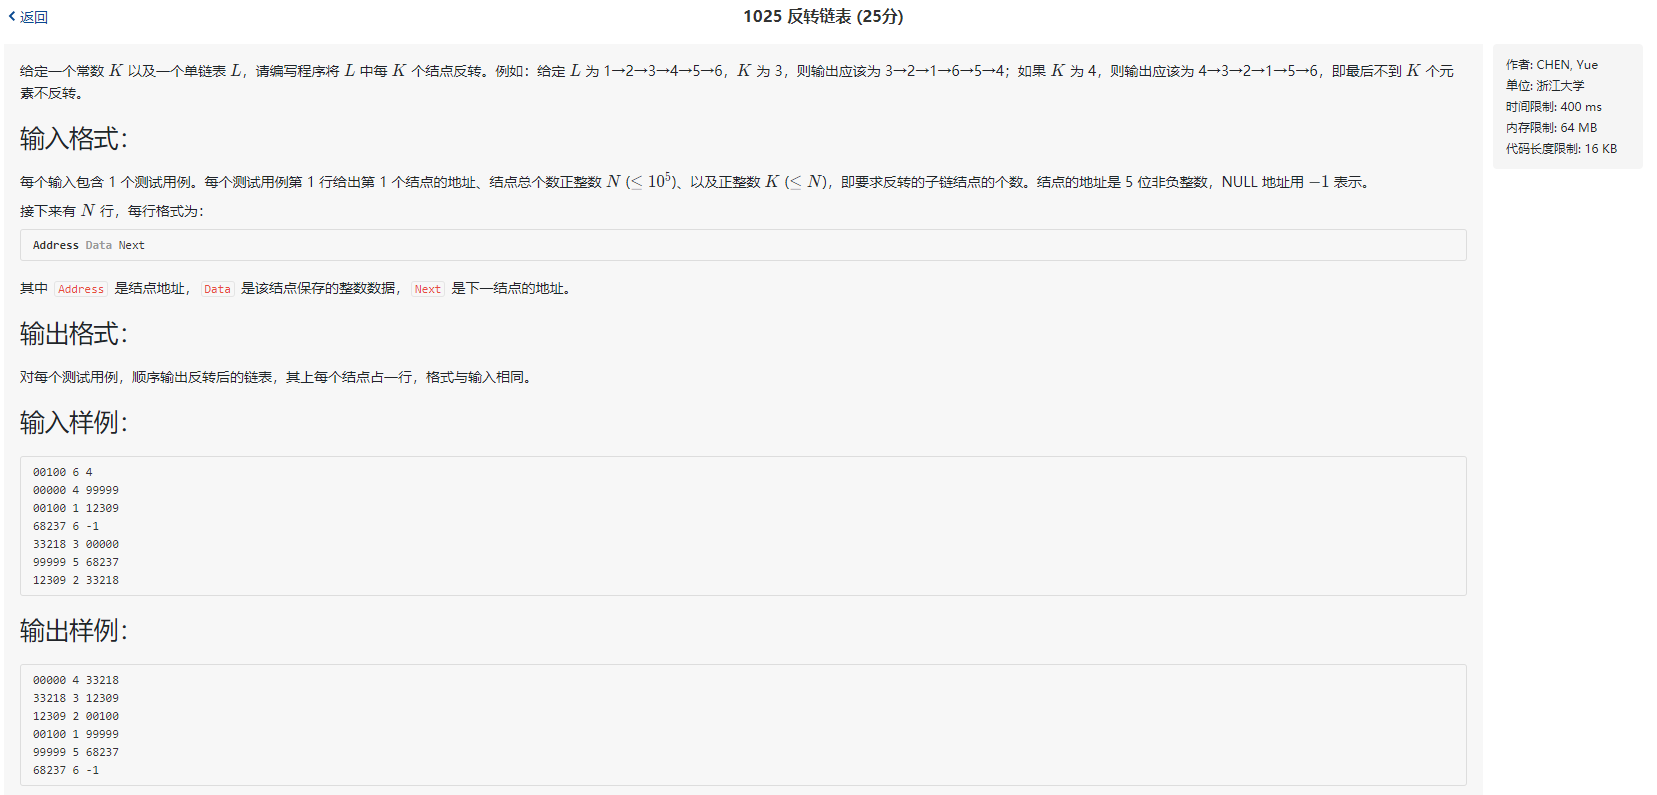 返回
1025 反转链表 (25分)
给定一个常数 K 以及一个单链表 L，请编写程序将 L 中每 K 个结点反转。例如：给定 L 为 1→2→3→4→5→6，K 为 3，则输出应该为 3→2→1→6→5→4；如果 K 为 4，则输出应该为 4→3→2→1→5→6，即最后不到 K 个元
素不反转。
输入格式：
每个输入包含 1 个测试用例。每个测试用例第 1 行给出第 1 个结点的地址、结点总个数正整数 N (≤ 10⁵)、以及正整数 K (≤ N)，即要求反转的子链结点的个数。结点的地址是 5 位非负整数，NULL 地址用 −1 表示。
接下来有 N 行，每行格式为：
Address Data Next
其中 Address 是结点地址， Data 是该结点保存的整数数据， Next 是下一结点的地址。
输出格式：
对每个测试用例，顺序输出反转后的链表，其上每个结点占一行，格式与输入相同。
输入样例：
00100 6 4
00000 4 99999
00100 1 12309
68237 6 -1
33218 3 00000
99999 5 68237
12309 2 33218
输出样例：
00000 4 33218
33218 3 12309
12309 2 00100
00100 1 99999
99999 5 68237
68237 6 -1
作者: CHEN, Yue
单位: 浙江大学
时间限制: 400 ms
内存限制: 64 MB
代码长度限制: 16 KB